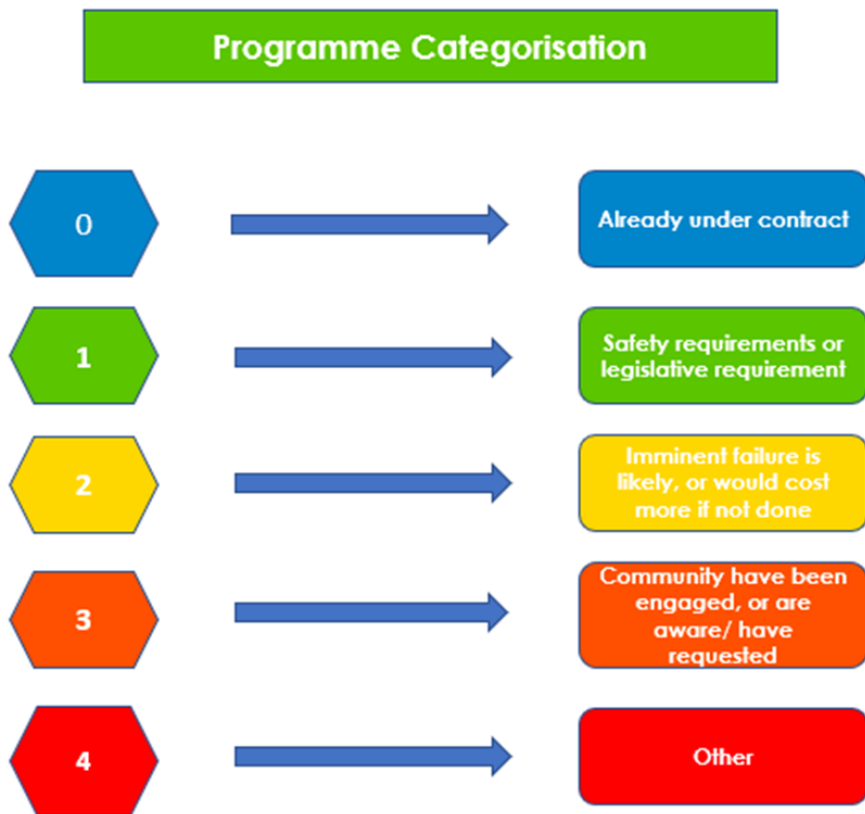 Programme Categorisation
0
Already under contract
1
Safety requirements or
legislative requirement
2
Imminent failure is
likely, or would cost
more if not done
3
Community have been
engaged, or are
aware/ have
requested
4
Other